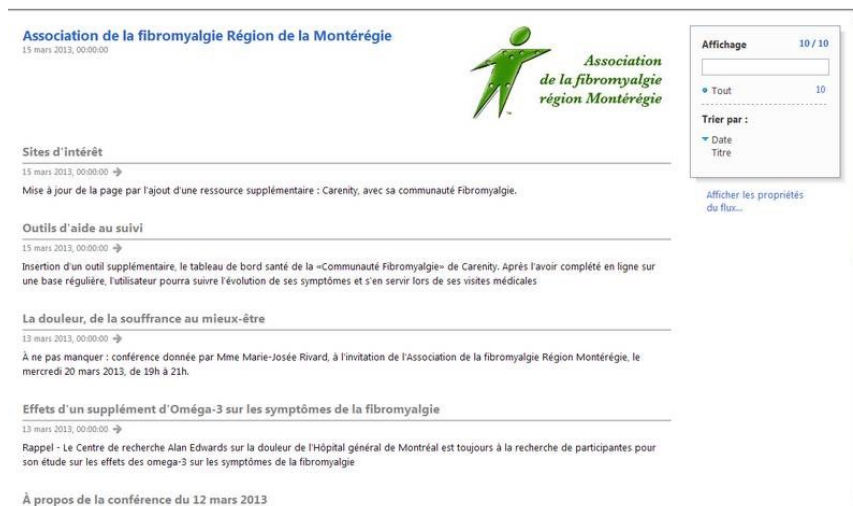 Association de la fibromyalgie Région de la Montérégie
15 mars 2013, 00:00:00
Association
de la fibromyalgie
région Montérégie
™
Sites d'intérêt
15 mars 2013, 00:00:00
Mise à jour de la page par l'ajout d'une ressource supplémentaire : Carenity, avec sa communauté Fibromyalgie.
Outils d'aide au suivi
15 mars 2013, 00:00:00
Insertion d'un outil supplémentaire, le tableau de bord santé de la «Communauté Fibromyalgie» de Carenity. Après l'avoir complété en ligne sur
une base régulière, l'utilisateur pourra suivre l'évolution de ses symptômes et s'en servir lors de ses visites médicales
La douleur, de la souffrance au mieux-être
13 mars 2013, 00:00:00
À ne pas manquer : conférence donnée par Mme Marie-Josée Rivard, à l'invitation de l'Association de la fibromyalgie Région Montérégie, le
mercredi 20 mars 2013, de 19h à 21h.
Effets d'un supplément d'Oméga-3 sur les symptômes de la fibromyalgie
13 mars 2013, 00:00:00
Rappel - Le Centre de recherche Alan Edwards sur la douleur de l'Hôpital général de Montréal est toujours à la recherche de participantes pour
son étude sur les effets des omega-3 sur les symptômes de la fibromyalgie
À propos de la conférence du 12 mars 2013
Affichage 10 / 10
Tout 10
Trier par :
Date
Titre
Afficher les propriétés
du flux...